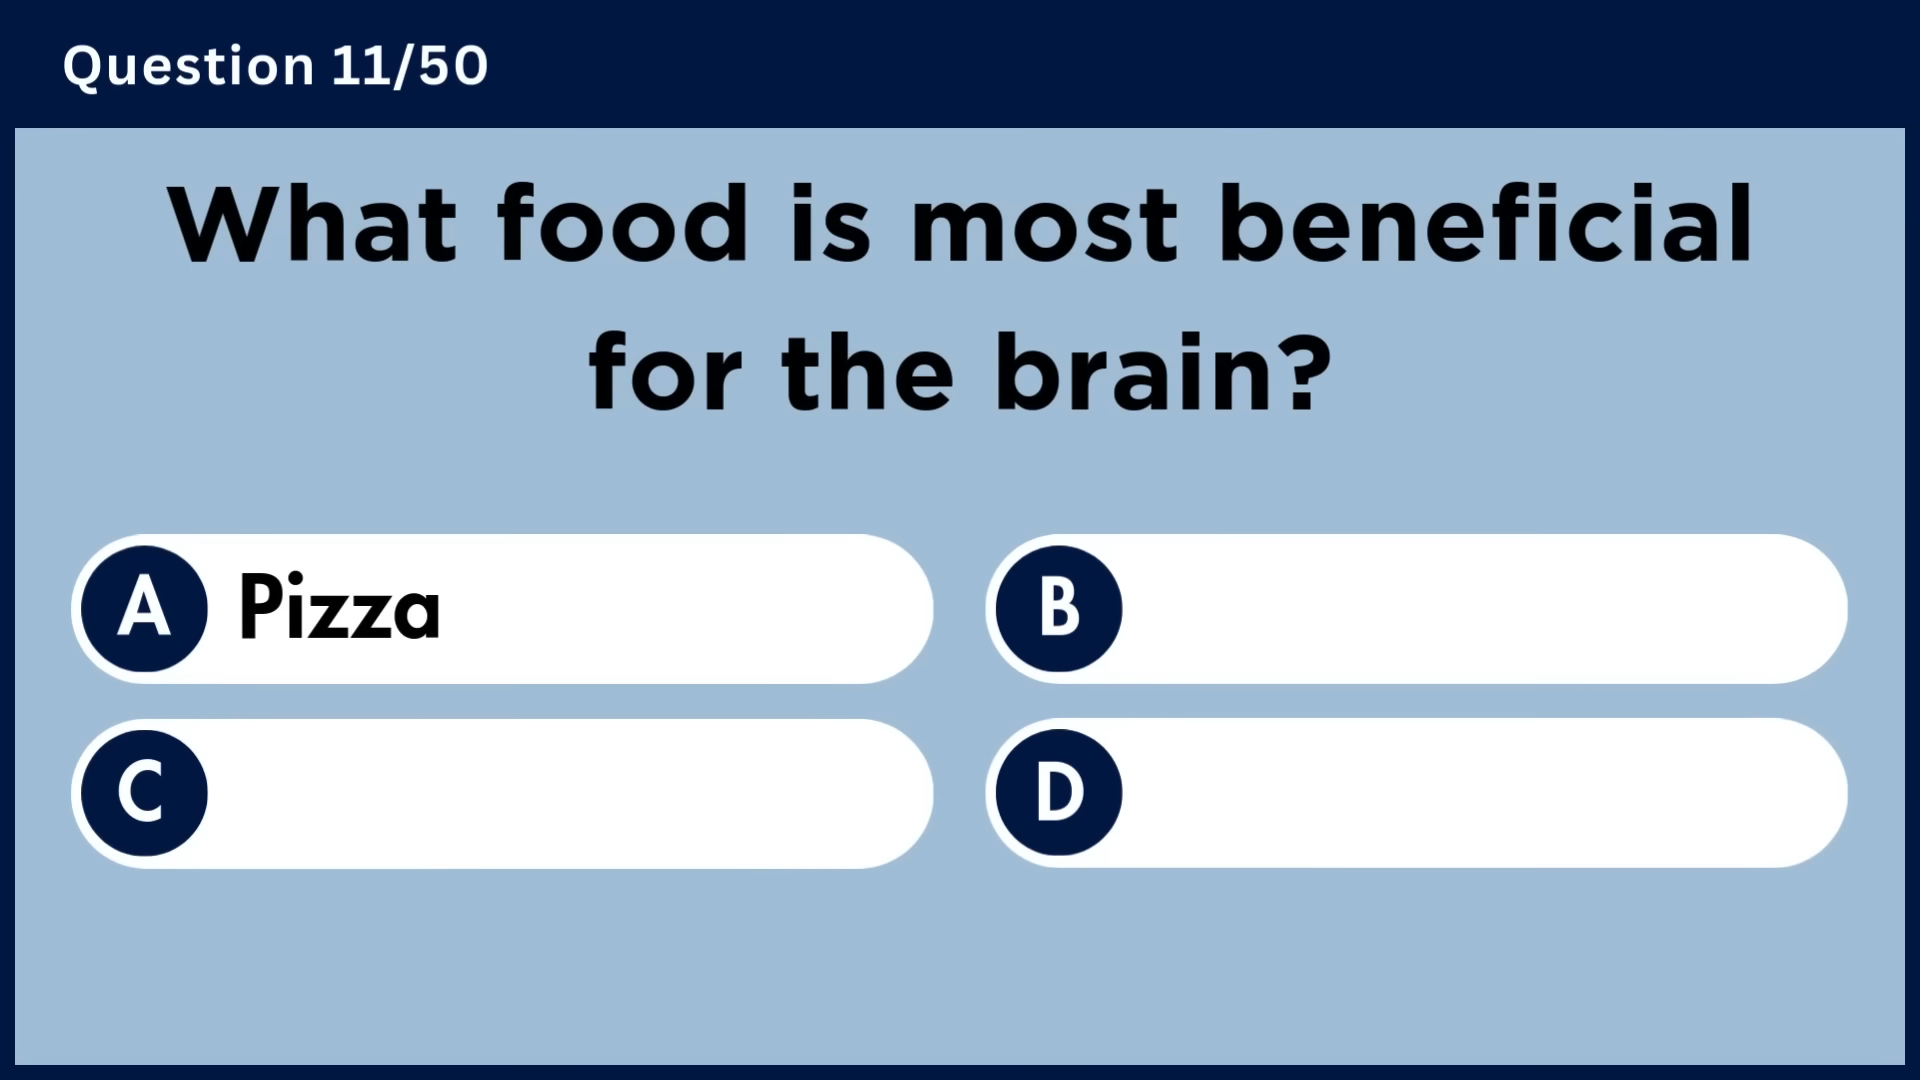 Question 11/50
What food is most beneficial
for the brain?
A Pizza
B
C
D